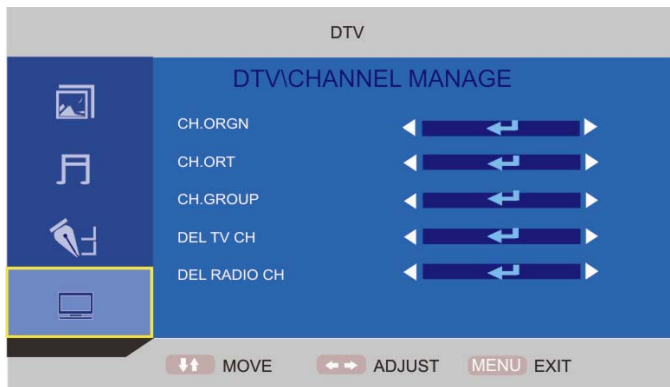 DTV
DTV\CHANNEL MANAGE
CH.ORGN
CH.ORT
CH.GROUP
DEL TV CH
DEL RADIO CH
MOVE ADJUST MENU EXIT